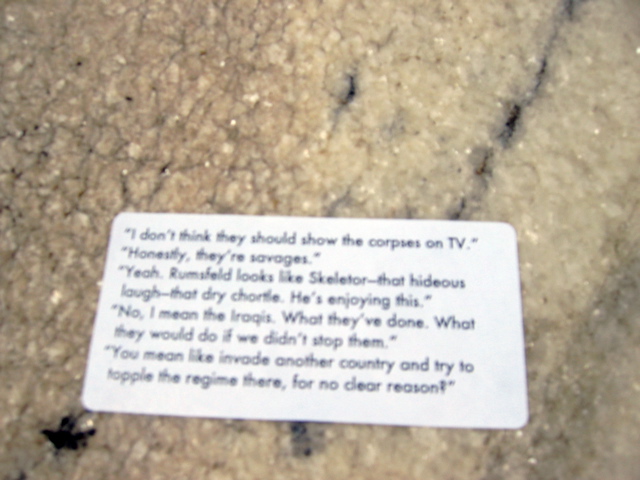 "I don't think they should show the corpses on TV."
"Honestly, they're savages."
"Yeah. Rumsfeld looks like Skeletor—that hideous
laugh—that dry chortle. He's enjoying this."
"No, I mean the Iraqis. What they've done. What
they would do if we didn't stop them."
"You mean like invade another country and try to
topple the regime there, for no clear reason?"